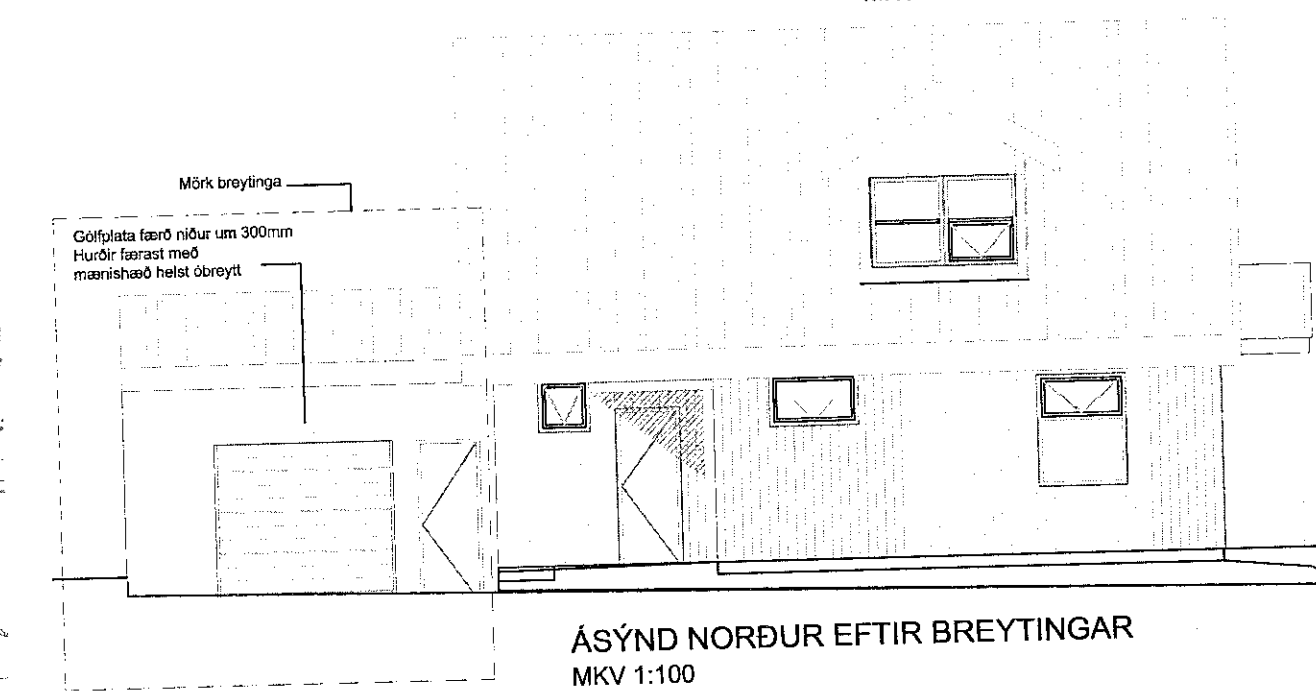 Mörk breytinga
Gólfplata færð niður um 300mm
Hurðir færast með
mænishæð helst óbreytt
ÁSÝND NORÐUR EFTIR BREYTINGAR
MKV 1:100